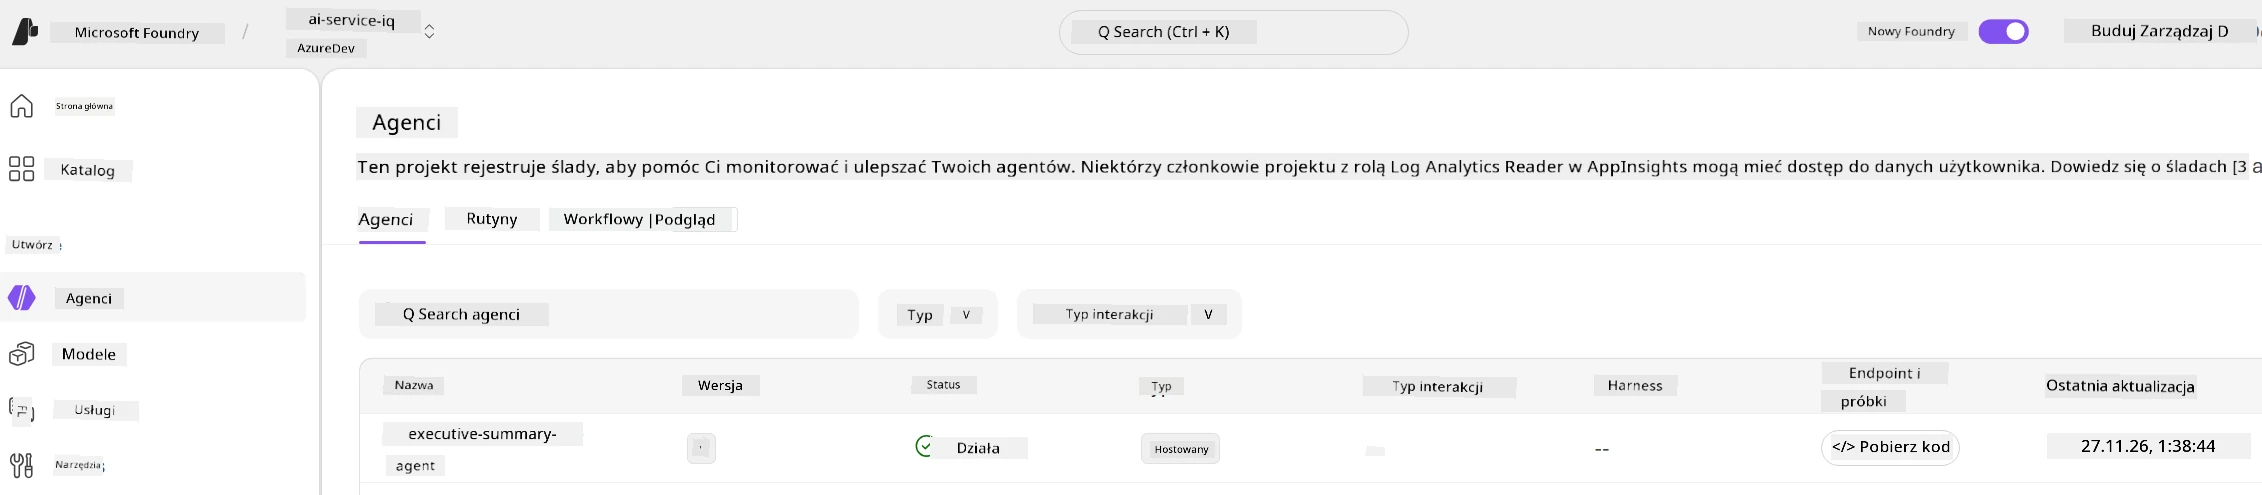 Microsoft Foundry / ai-service-iq
AzureDev
Q Search (Ctrl + K)
Nowy Foundry
Buduj Zarządzaj D
Strona główna
Katalog
Utwórz
Agenci
Modele
Usługi
Narzędzia
Agenci
Ten projekt rejestruje ślady, aby pomóc Ci monitorować i ulepszać Twoich agentów. Niektórzy członkowie projektu z rolą Log Analytics Reader w AppInsights mogą mieć dostęp do danych użytkownika. Dowiedz się o śladach [3 a
Agenci Rutyny Workflowy |Podgląd
Q Search agenci
Typ V
Typ interakcji V
Nazwa Wersja Status Typ Typ interakcji Harness Endpoint i próbki Ostatnia aktualizacja
executive-summary-agent Działa Hostowany -- </> Pobierz kod 27.11.26, 1:38:44